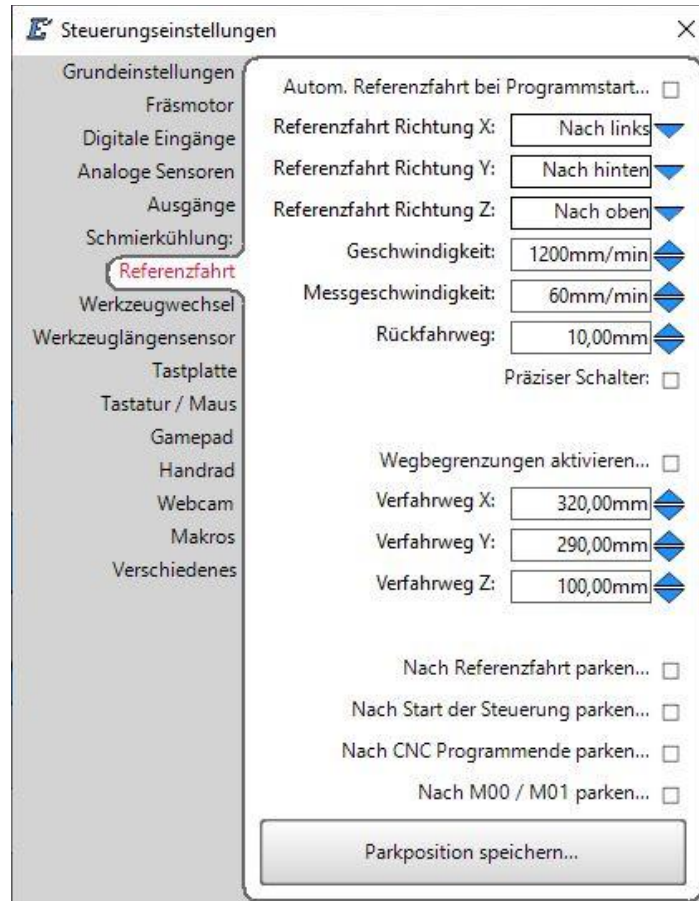 Steuerungseinstellungen
Grundeinstellungen
Fräsmotor
Digitale Eingänge
Analoge Sensoren
Ausgänge
Schmierkühlung:
Referenzfahrt
Werkzeugwechsel
Werkzeuglängensensor
Tastplatte
Tastatur / Maus
Gamepad
Handrad
Webcam
Makros
Verschiedenes
Autom. Referenzfahrt bei Programmstart...
Referenzfahrt Richtung X: Nach links
Referenzfahrt Richtung Y: Nach hinten
Referenzfahrt Richtung Z: Nach oben
Geschwindigkeit: 1200mm/min
Messgeschwindigkeit: 60mm/min
Rückfahrweg: 10,00mm
Präziser Schalter:
Wegbegrenzungen aktivieren...
Verfahrweg X: 320,00mm
Verfahrweg Y: 290,00mm
Verfahrweg Z: 100,00mm
Nach Referenzfahrt parken...
Nach Start der Steuerung parken...
Nach CNC Programmende parken...
Nach M00 / M01 parken...
Parkposition speichern...